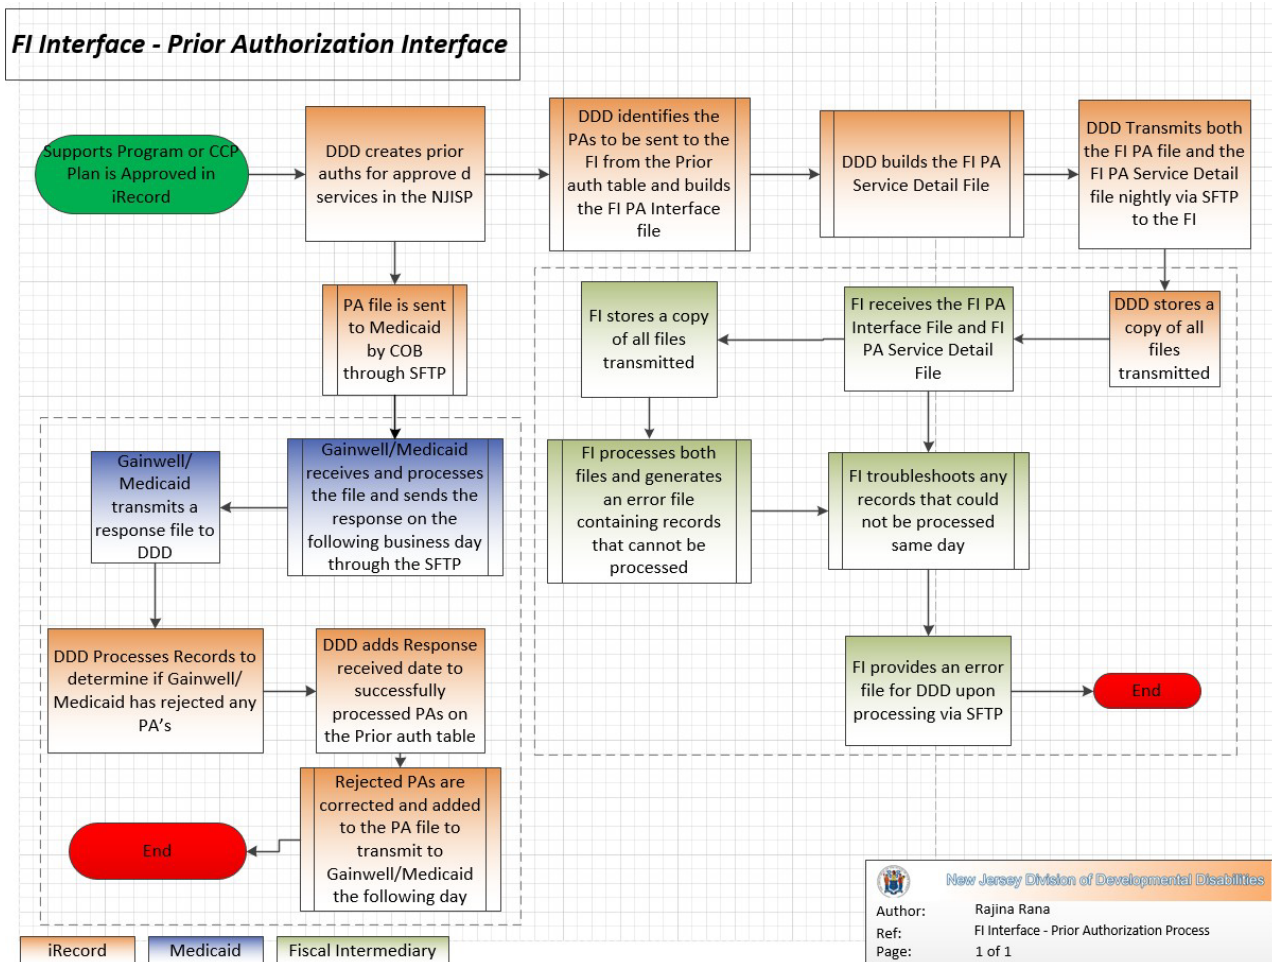 FI Interface - Prior Authorization Interface
Supports Program or CCP
Plan is Approved in
iRecord
DDD creates prior
auths for approve d
services in the NJISP
DDD identifies the
PAs to be sent to the
FI from the Prior
auth table and builds
the FI PA Interface
file
DDD builds the FI PA
Service Detail File
DDD Transmits both
the FI PA file and the
FI PA Service Detail
file nightly via SFTP
to the FI
PA file is sent
to Medicaid
by COB
through SFTP
FI stores a copy
of all files
transmitted
FI receives the FI PA
Interface File and FI
PA Service Detail
File
DDD stores a
copy of all
files
transmitted
Gainwell/
Medicaid
transmits a
response file to
DDD
Gainwell/Medicaid
receives and processes
the file and sends the
response on the
following business day
through the SFTP
FI processes both
files and generates
an error file
containing records
that cannot be
processed
FI troubleshoots any
records that could
not be processed
same day
DDD Processes Records to
determine if Gainwell/
Medicaid has rejected any
PA's
DDD adds Response
received date to
successfully
processed PAs on
the Prior auth table
FI provides an error
file for DDD upon
processing via SFTP
End
End
Rejected PAs are
corrected and added
to the PA file to
transmit to
Gainwell/Medicaid
the following day
New Jersey Division of Developmental Disabilities
Author: Rajina Rana
Ref: FI Interface - Prior Authorization Process
Page: 1 of 1
iRecord
Medicaid
Fiscal Intermediary